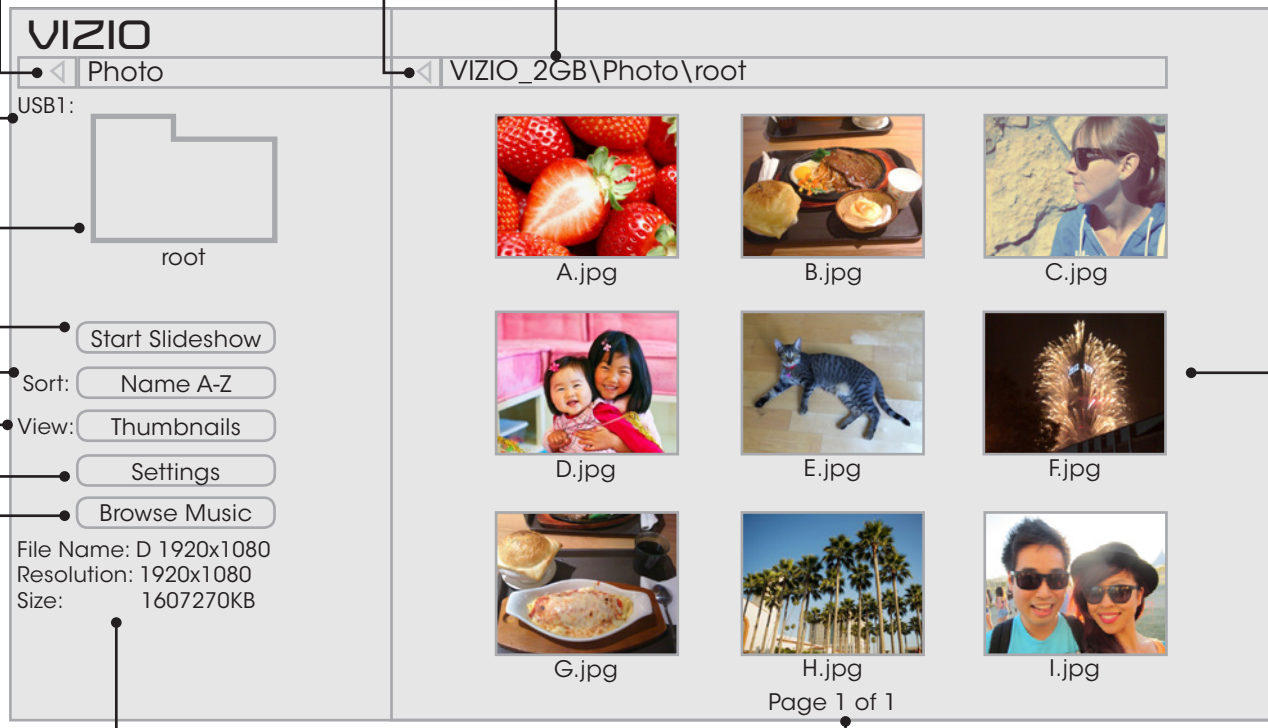 VIZIO
Photo
VIZIO_2GB\Photo\root
USB1:
root
Start Slideshow
Sort: Name A-Z
View: Thumbnails
Settings
Browse Music
File Name: D 1920x1080
Resolution: 1920x1080
Size: 1607270KB
A.jpg
B.jpg
C.jpg
D.jpg
E.jpg
F.jpg
G.jpg
H.jpg
I.jpg
Page 1 of 1